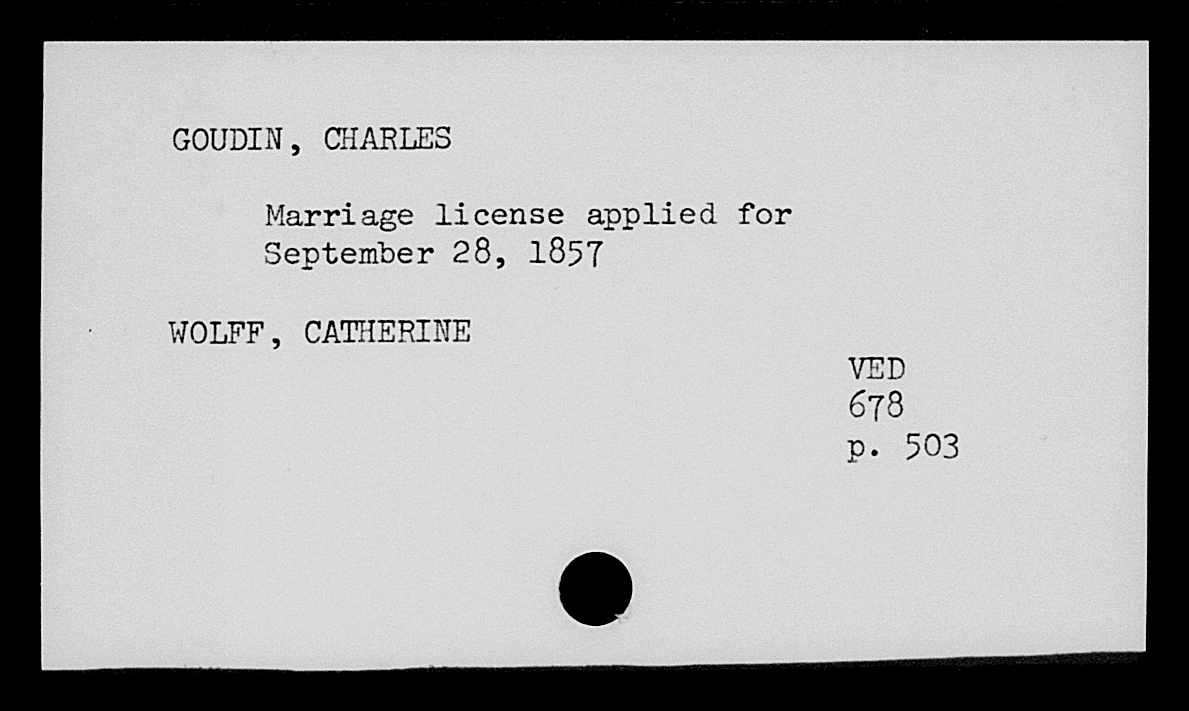 GOUDIN, CHARLES
Marriage license applied for
September 28, 1857
WOLFF, CATHERINE
VED
678
p. 503